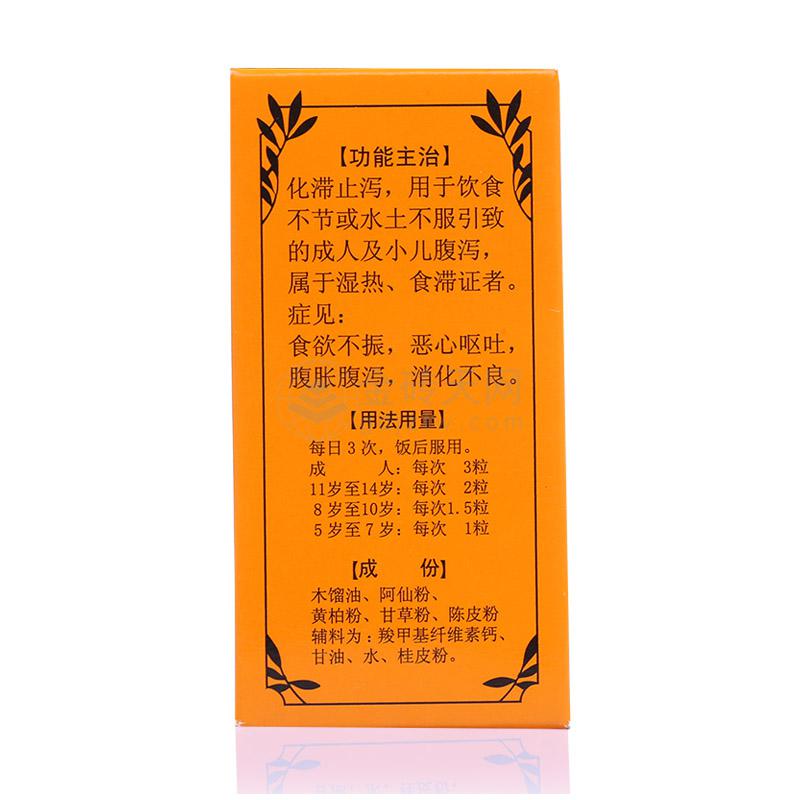 【功能主治】
化滞止泻，用于饮食
不节或水土不服引致
的成人及小儿腹泻，
属于湿热、食滞证者。
症见：
食欲不振，恶心呕吐，
腹胀腹泻，消化不良。
【用法用量】
每日3次，饭后服用。
成　　人：每次　3粒
11岁至14岁：每次　2粒
8岁至10岁：每次1.5粒
5岁至7岁：每次　1粒
【成　份】
木馏油、阿仙粉、
黄柏粉、甘草粉、陈皮粉
辅料为：羧甲基纤维素钙、
甘油、水、桂皮粉。